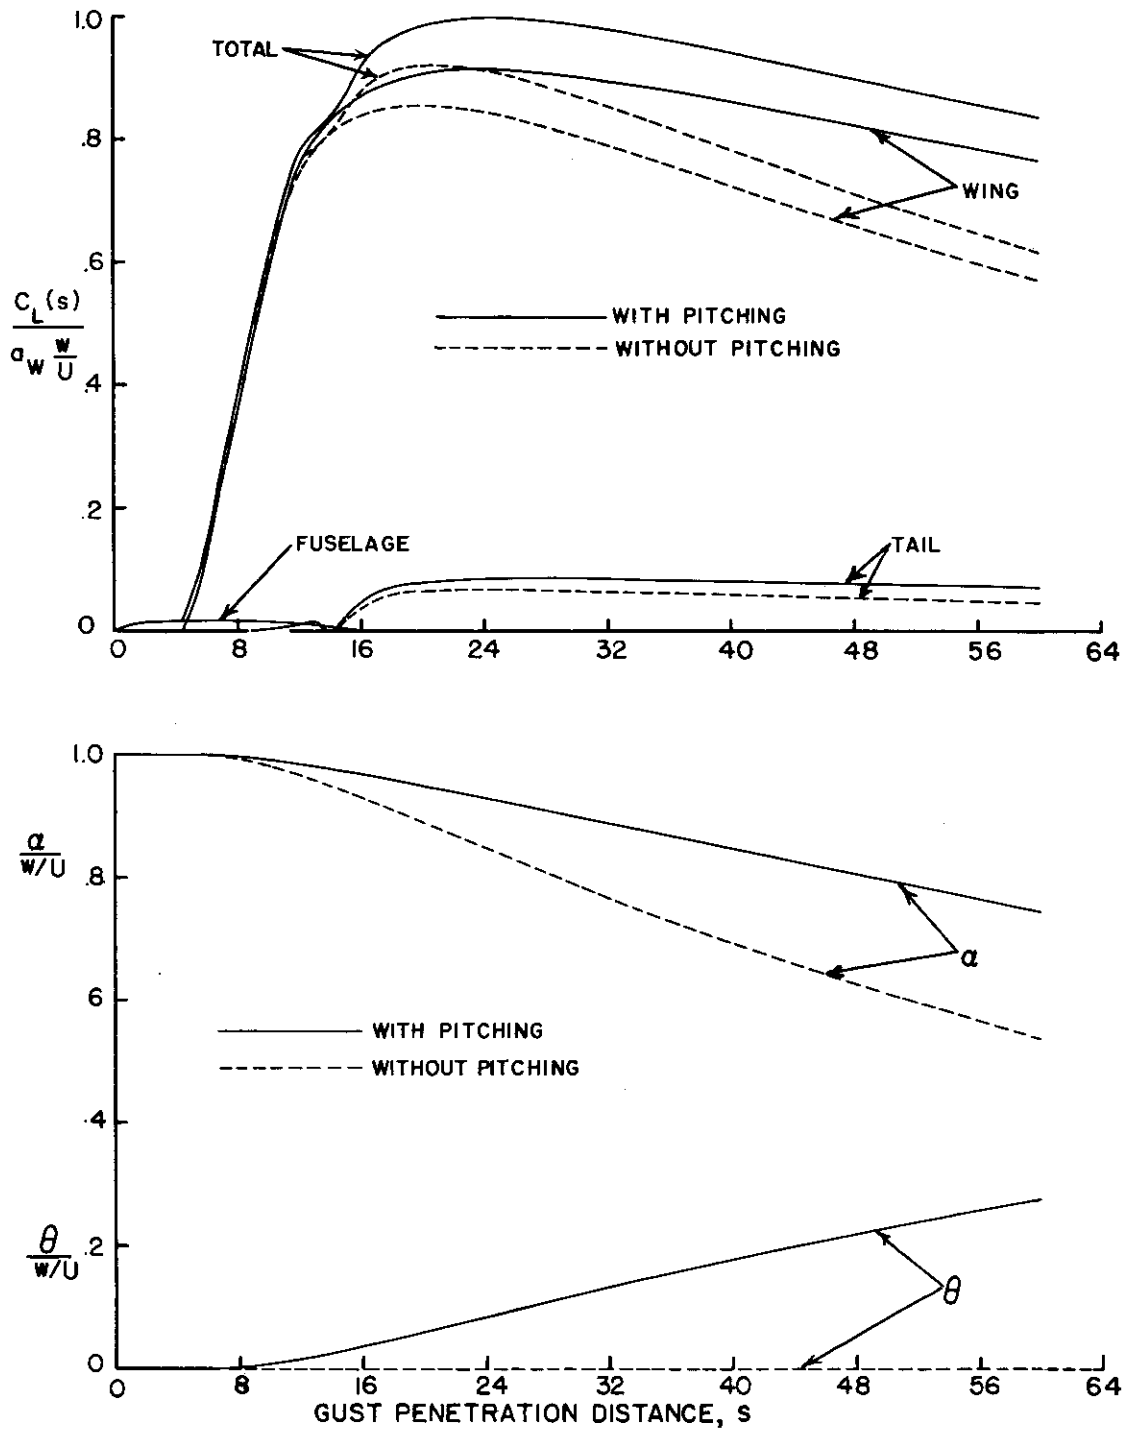 1.0
TOTAL
.8
WING
.6
C_L(s)
a_W W/U
WITH PITCHING
WITHOUT PITCHING
.4
.2
FUSELAGE
TAIL
0
0 8 16 24 32 40 48 56 64
1.0
α
W/U
.8
α
6
WITH PITCHING
WITHOUT PITCHING
.4
θ
W/U
.2
θ
0
0 8 16 24 32 40 48 56 64
GUST PENETRATION DISTANCE, s